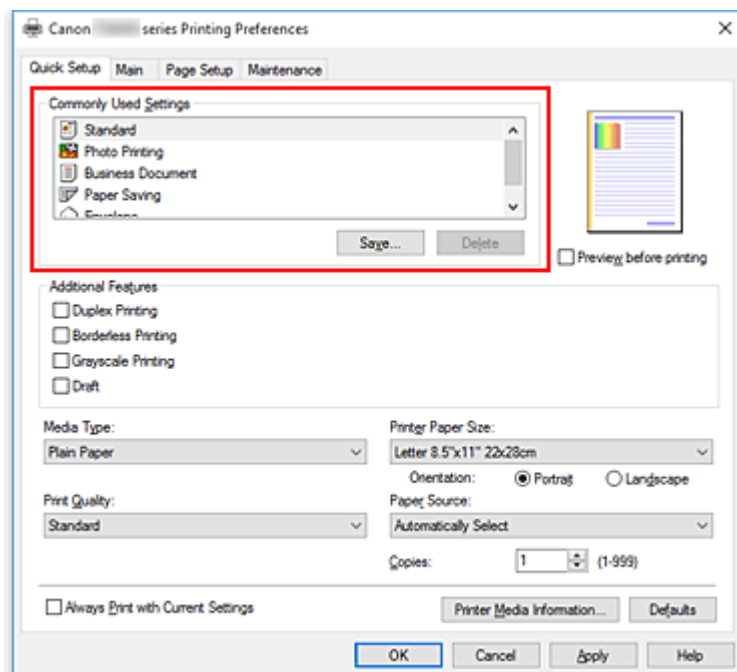 Canon series Printing Preferences
Quick Setup Main Page Setup Maintenance
Commonly Used Settings
Standard
Photo Printing
Business Document
Paper Saving
Envelope
Save... Delete
Preview before printing
Additional Features
Duplex Printing
Borderless Printing
Grayscale Printing
Draft
Media Type: Printer Paper Size:
Plain Paper Letter 8.5"x11" 22x28cm
Orientation: Portrait Landscape
Print Quality: Paper Source:
Standard Automatically Select
Copies: 1 (1-999)
Always Print with Current Settings Printer Media Information... Defaults
OK Cancel Apply Help